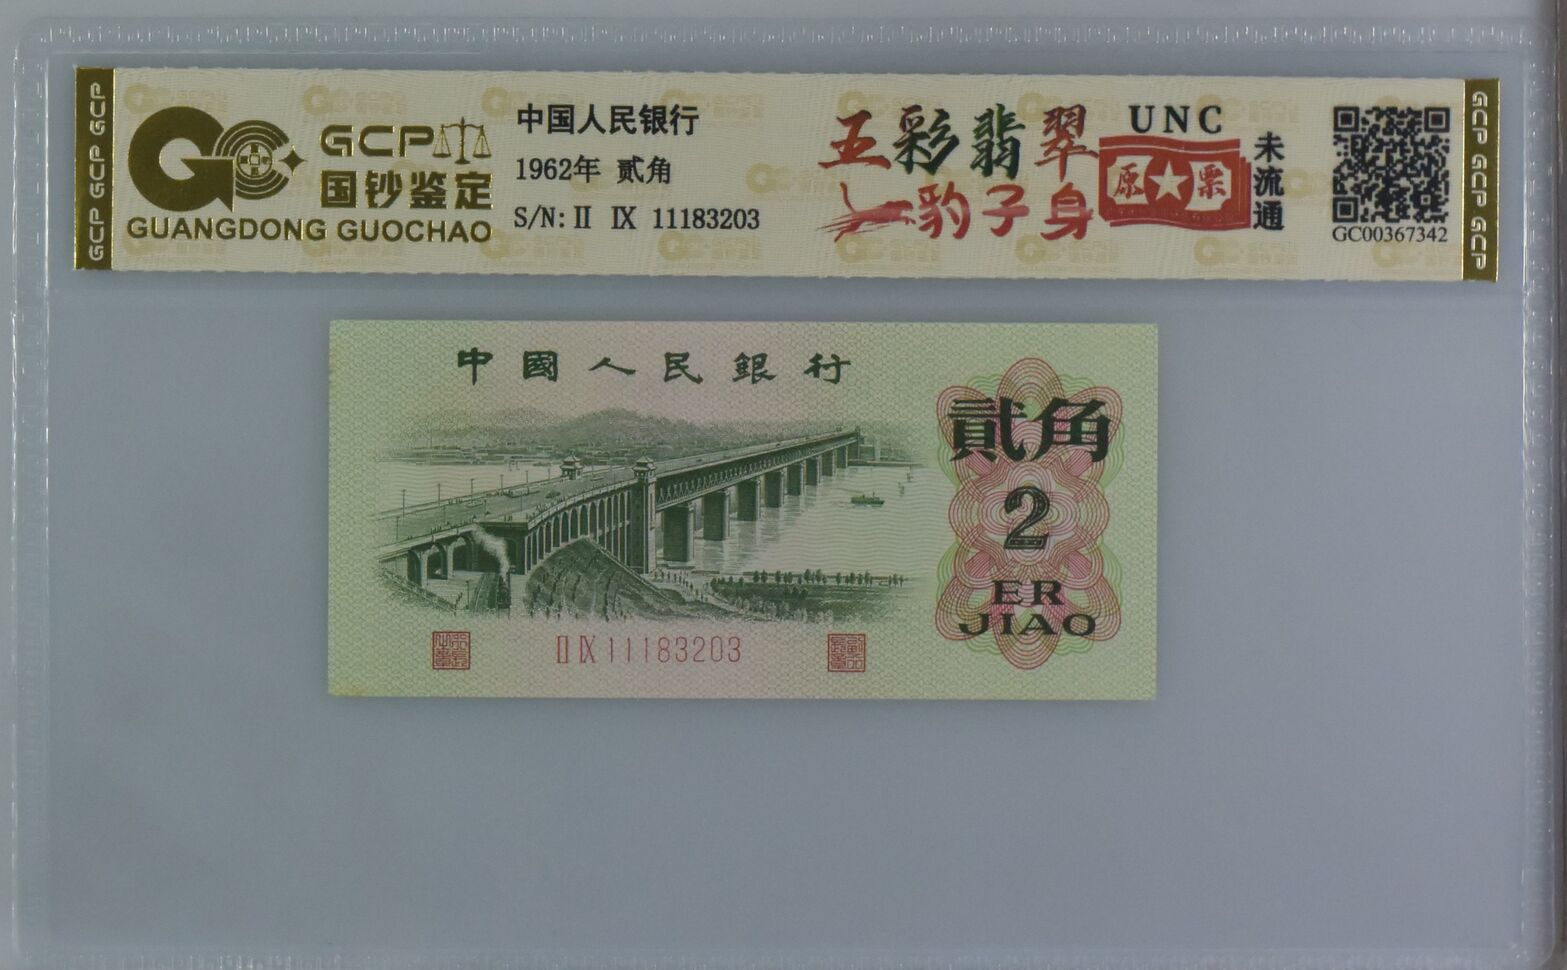 GCP GCP GCP
GCP
国钞鉴定
GUANGDONG GUOCHAO
中国人民银行
1962年 贰角
S/N: II IX 11183203
五彩翡翠
豹子身
UNC
原票
未流通
GC00367342
GCP GCP GCP
中國人民銀行
貳角
2
ER
JIAO
II IX 11183203